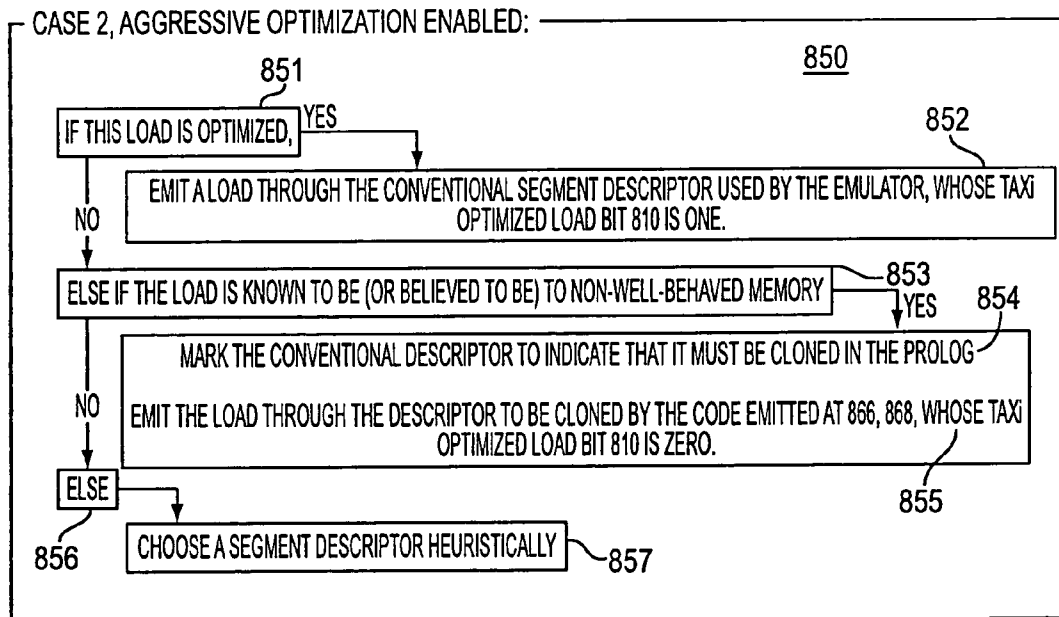 CASE 2, AGGRESSIVE OPTIMIZATION ENABLED:
850
851
IF THIS LOAD IS OPTIMIZED,
YES
852
EMIT A LOAD THROUGH THE CONVENTIONAL SEGMENT DESCRIPTOR USED BY THE EMULATOR, WHOSE TAXi
OPTIMIZED LOAD BIT 810 IS ONE.
NO
853
ELSE IF THE LOAD IS KNOWN TO BE (OR BELIEVED TO BE) TO NON-WELL-BEHAVED MEMORY
YES
854
MARK THE CONVENTIONAL DESCRIPTOR TO INDICATE THAT IT MUST BE CLONED IN THE PROLOG
NO
EMIT THE LOAD THROUGH THE DESCRIPTOR TO BE CLONED BY THE CODE EMITTED AT 866, 868, WHOSE TAXi
OPTIMIZED LOAD BIT 810 IS ZERO.
855
ELSE
856
CHOOSE A SEGMENT DESCRIPTOR HEURISTICALLY
857